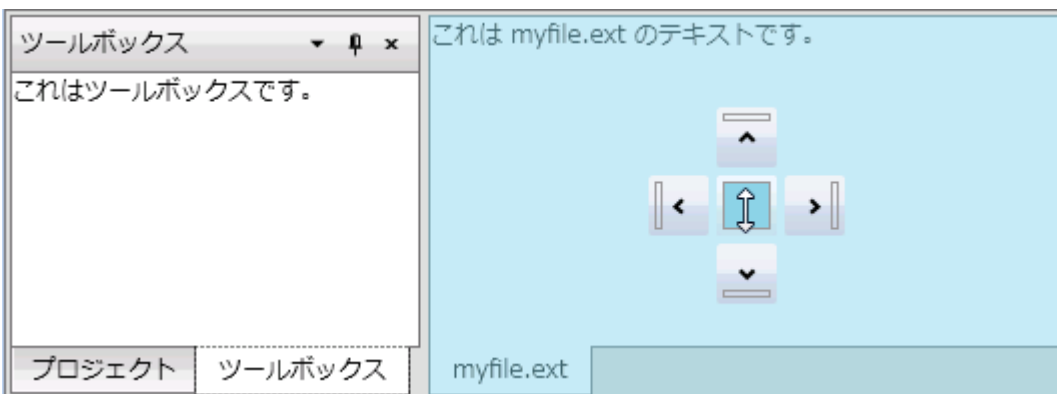 ツールボックス
これはツールボックスです。
プロジェクト
ツールボックス
これは myfile.ext のテキストです。
myfile.ext